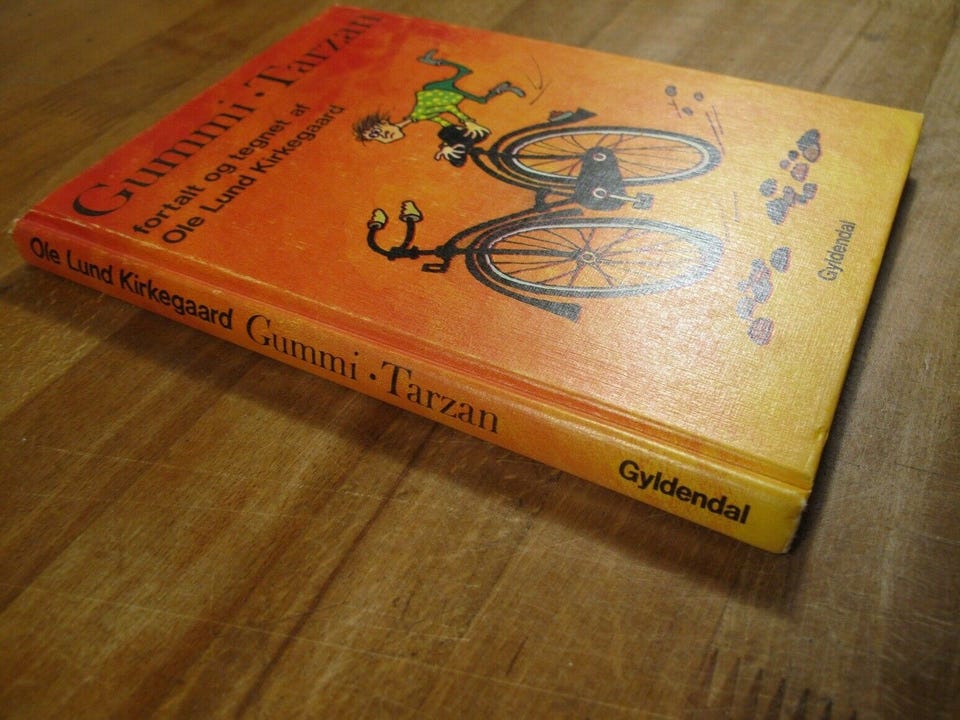 Gummi·Tarzan
fortalt og tegnet af
Ole Lund Kirkegaard
Gyldendal
Ole Lund Kirkegaard Gummi·Tarzan Gyldendal